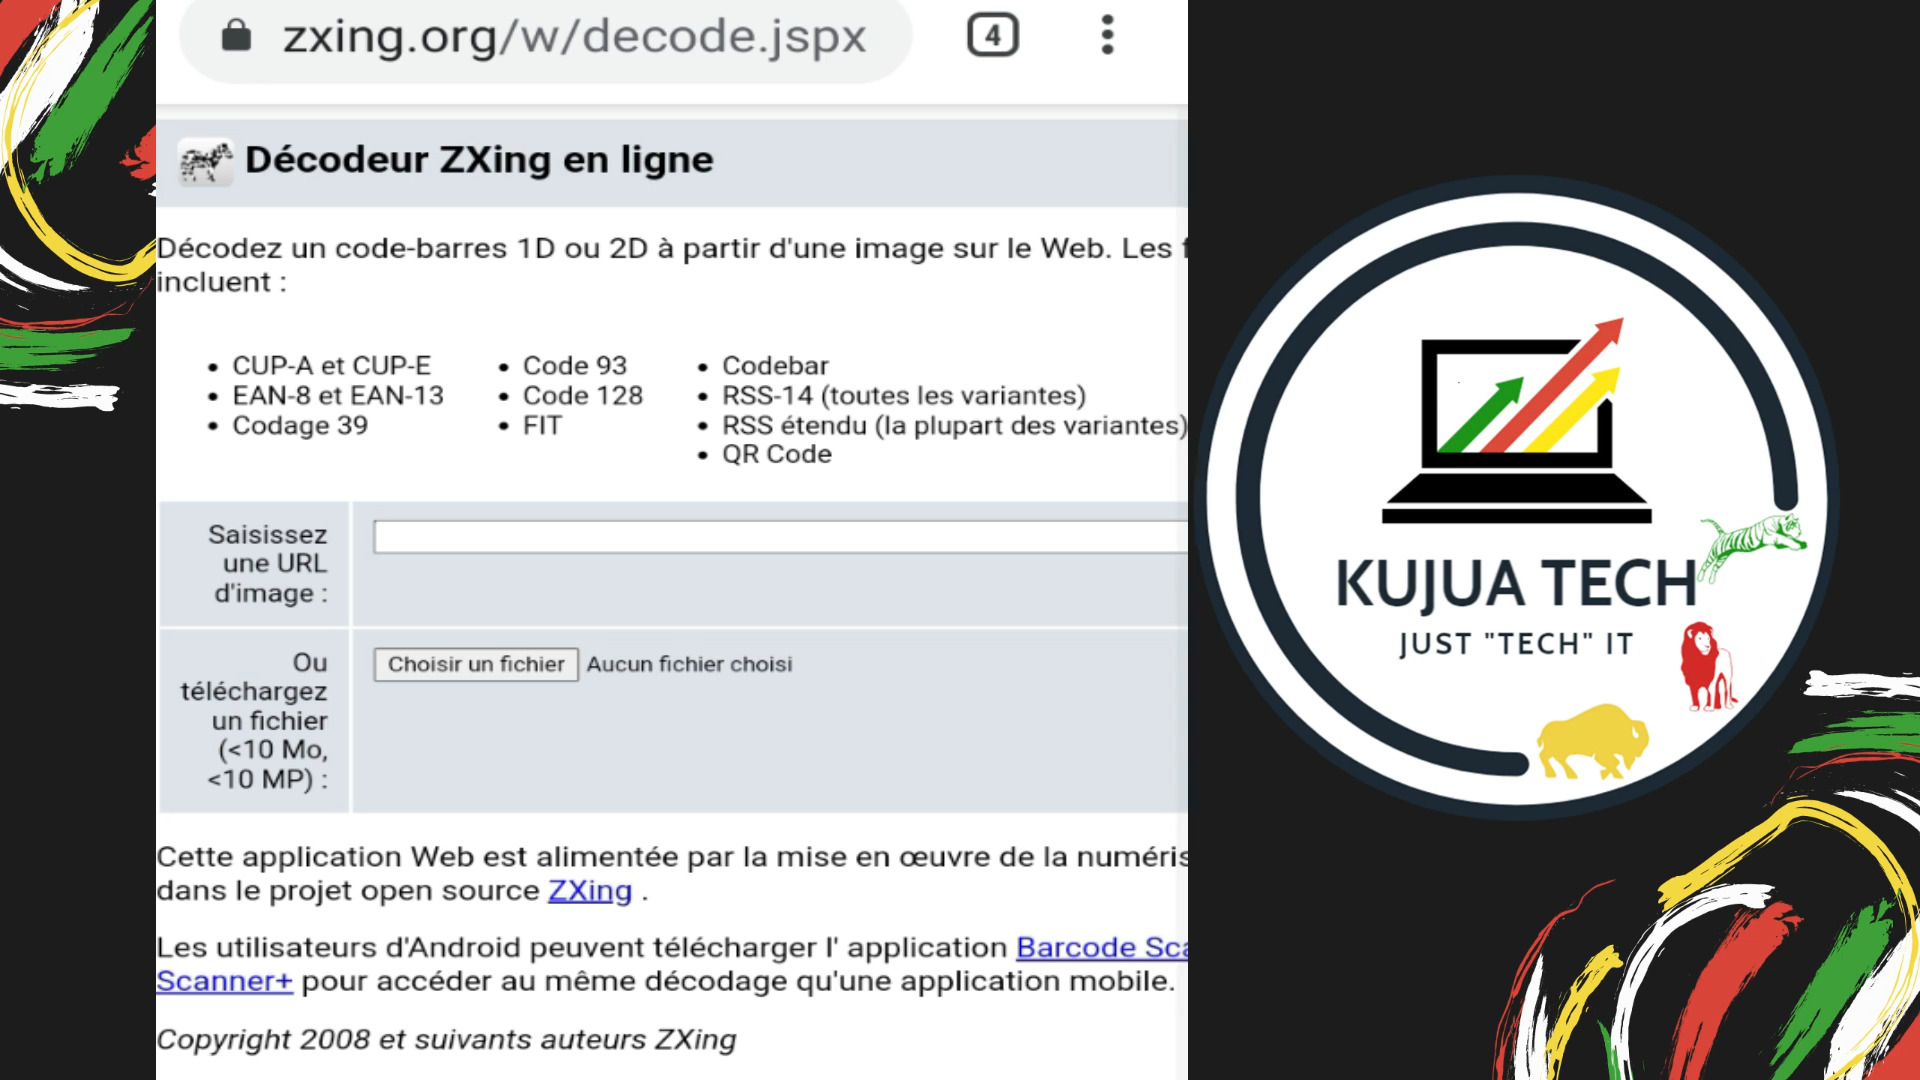 zxing.org/w/decode.jspx
4
Décodeur ZXing en ligne
Décodez un code-barres 1D ou 2D à partir d'une image sur le Web. Les
incluent :
• CUP-A et CUP-E
• EAN-8 et EAN-13
• Codage 39
• Code 93
• Code 128
• FIT
• Codebar
• RSS-14 (toutes les variantes)
• RSS étendu (la plupart des variantes)
• QR Code
Saisissez
une URL
d'image :
Ou
téléchargez
un fichier
(<10 Mo,
<10 MP) :
Choisir un fichier Aucun fichier choisi
Cette application Web est alimentée par la mise en œuvre de la numéris
dans le projet open source ZXing .
Les utilisateurs d'Android peuvent télécharger l' application Barcode Sca
Scanner+ pour accéder au même décodage qu'une application mobile.
Copyright 2008 et suivants auteurs ZXing
KUJUA TECH
JUST "TECH" IT